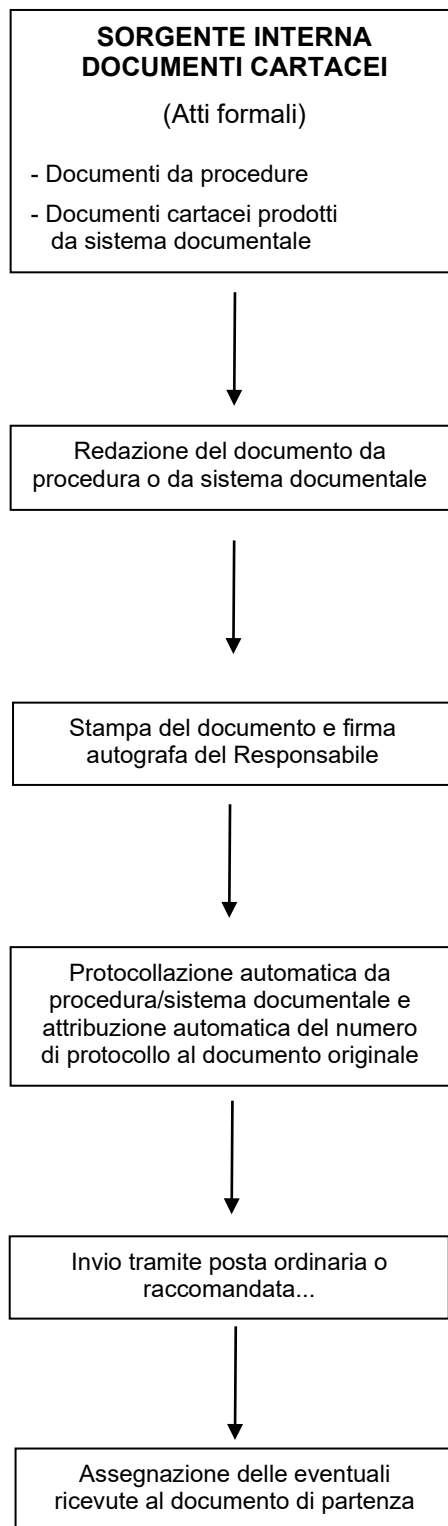 SORGENTE INTERNA
DOCUMENTI CARTACEI
(Atti formali)
- Documenti da procedure
- Documenti cartacei prodotti
da sistema documentale
Redazione del documento da
procedura o da sistema documentale
Stampa del documento e firma
autografa del Responsabile
Protocollazione automatica da
procedura/sistema documentale e
attribuzione automatica del numero
di protocollo al documento originale
Invio tramite posta ordinaria o
raccomandata...
Assegnazione delle eventuali
ricevute al documento di partenza